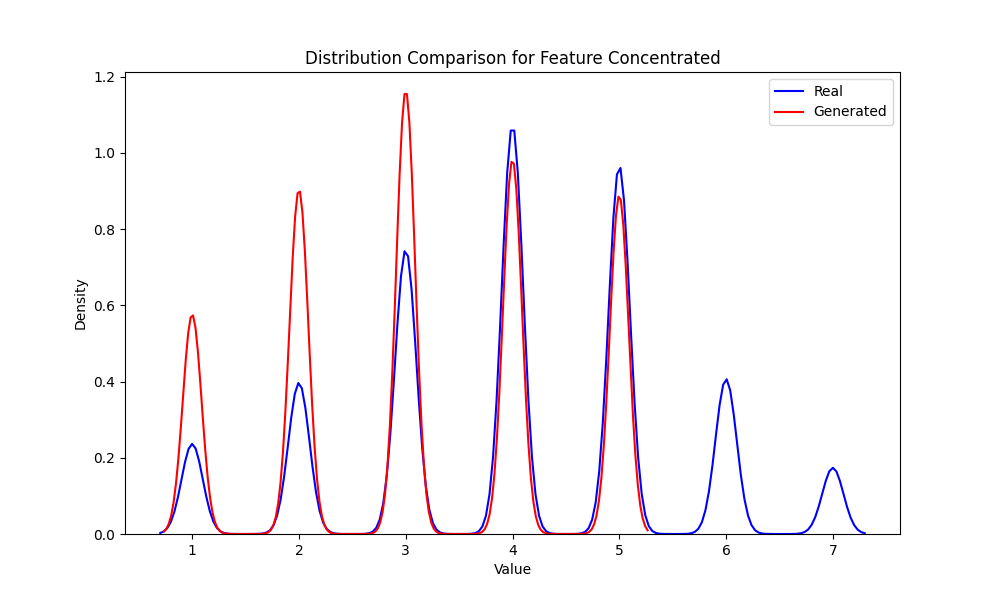 Distribution Comparison for Feature Concentrated
Real
Generated
1.2
1.0
0.8
0.6
0.4
0.2
0.0
Density
1 2 3 4 5 6 7
Value